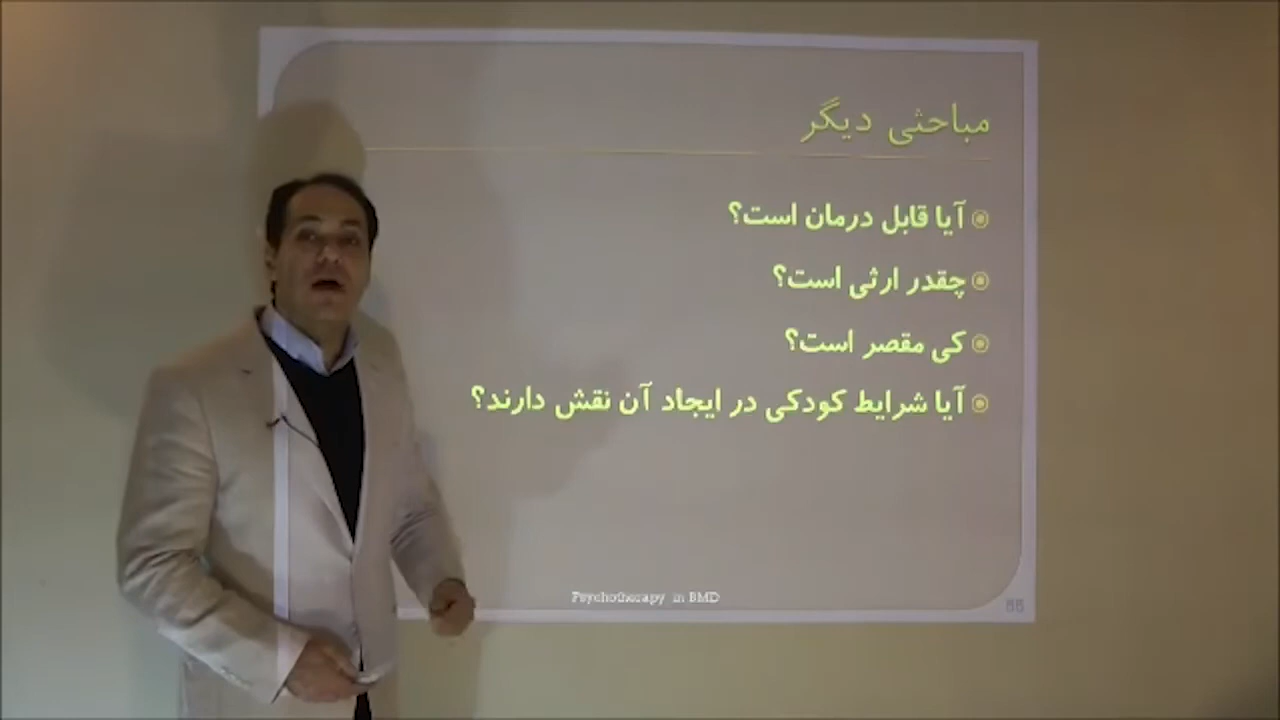 مباحثی دیگر
آیا قابل درمان است؟
چقدر ارثی است؟
کی مقصر است؟
آیا شرایط کودکی در ایجاد آن نقش دارند؟
Psychotherapy in BMD